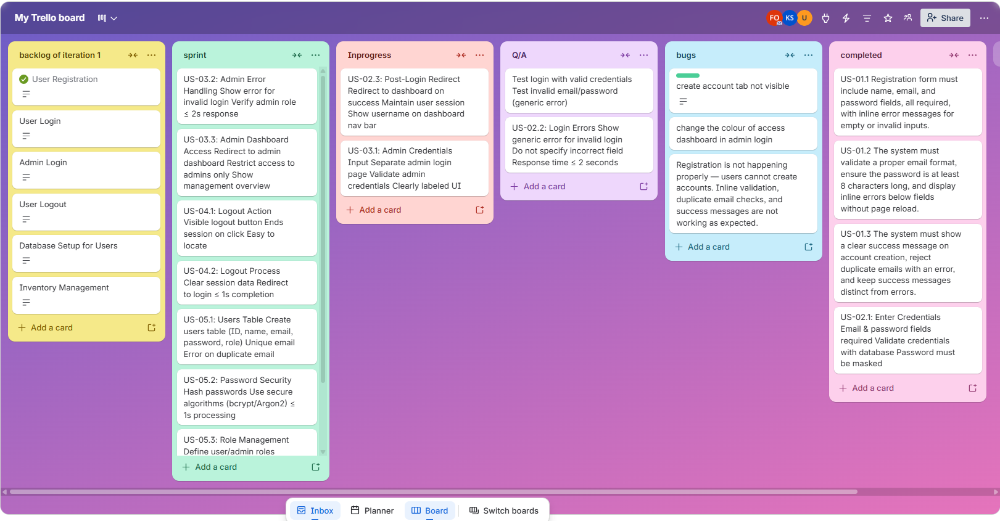 My Trello board
FO
KS
U
Share
backlog of iteration 1
User Registration
User Login
Admin Login
User Logout
Database Setup for Users
Inventory Management
Add a card
sprint
US-03.2: Admin Error
Handling Show error for
invalid login Verify admin role
≤ 2s response
US-03.3: Admin Dashboard
Access Redirect to admin
dashboard Restrict access to
admins only Show
management overview
US-04.1: Logout Action
Visible logout button Ends
session on click Easy to
locate
US-04.2: Logout Process
Clear session data Redirect
to login ≤ 1s completion
US-05.1: Users Table Create
users table (ID, name, email,
password, role) Unique email
Error on duplicate email
US-05.2: Password Security
Hash passwords Use secure
algorithms (bcrypt/Argon2) ≤
1s processing
US-05.3: Role Management
Define user/admin roles
Add a card
Inprogress
US-02.3: Post-Login Redirect
Redirect to dashboard on
success Maintain user session
Show username on dashboard
nav bar
US-03.1: Admin Credentials
Input Separate admin login
page Validate admin
credentials Clearly labeled UI
Add a card
Q/A
Test login with valid credentials
Test invalid email/password
(generic error)
US-02.2: Login Errors Show
generic error for invalid login
Do not specify incorrect field
Response time ≤ 2 seconds
Add a card
bugs
create account tab not visible
change the colour of access
dashboard in admin login
Registration is not happening
properly — users cannot create
accounts. Inline validation,
duplicate email checks, and
success messages are not
working as expected.
Add a card
completed
US-01.1 Registration form must
include name, email, and
password fields, all required,
with inline error messages for
empty or invalid inputs.
US-01.2 The system must
validate a proper email format,
ensure the password is at least
8 characters long, and display
inline errors below fields
without page reload.
US-01.3 The system must show
a clear success message on
account creation, reject
duplicate emails with an error,
and keep success messages
distinct from errors.
US-02.1: Enter Credentials
Email & password fields
required Validate credentials
with database Password must
be masked
Add a card
Inbox
Planner
Board
Switch boards